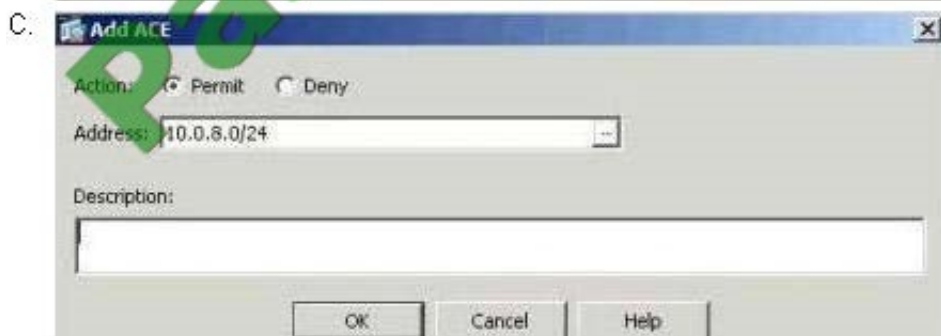 C.
Add ACE
Action: Permit Deny
Address: 10.0.8.0/24
Description:
OK Cancel Help